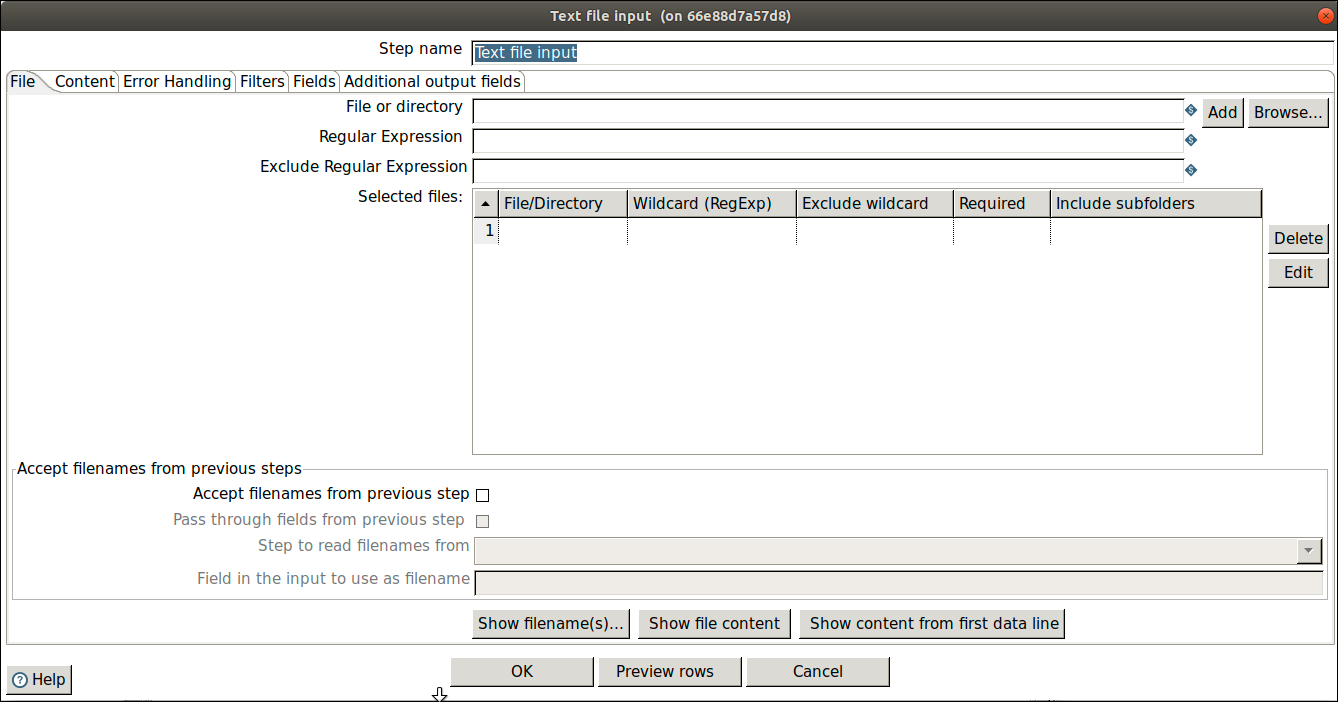 Text file input (on 66e88d7a57d8)
Step name Text file input
File Content Error Handling Filters Fields Additional output fields
File or directory Add Browse...
Regular Expression
Exclude Regular Expression
Selected files: File/Directory Wildcard (RegExp) Exclude wildcard Required Include subfolders
1
Delete
Edit
Accept filenames from previous steps
Accept filenames from previous step
Pass through fields from previous step
Step to read filenames from
Field in the input to use as filename
Show filename(s)... Show file content Show content from first data line
Help OK Preview rows Cancel